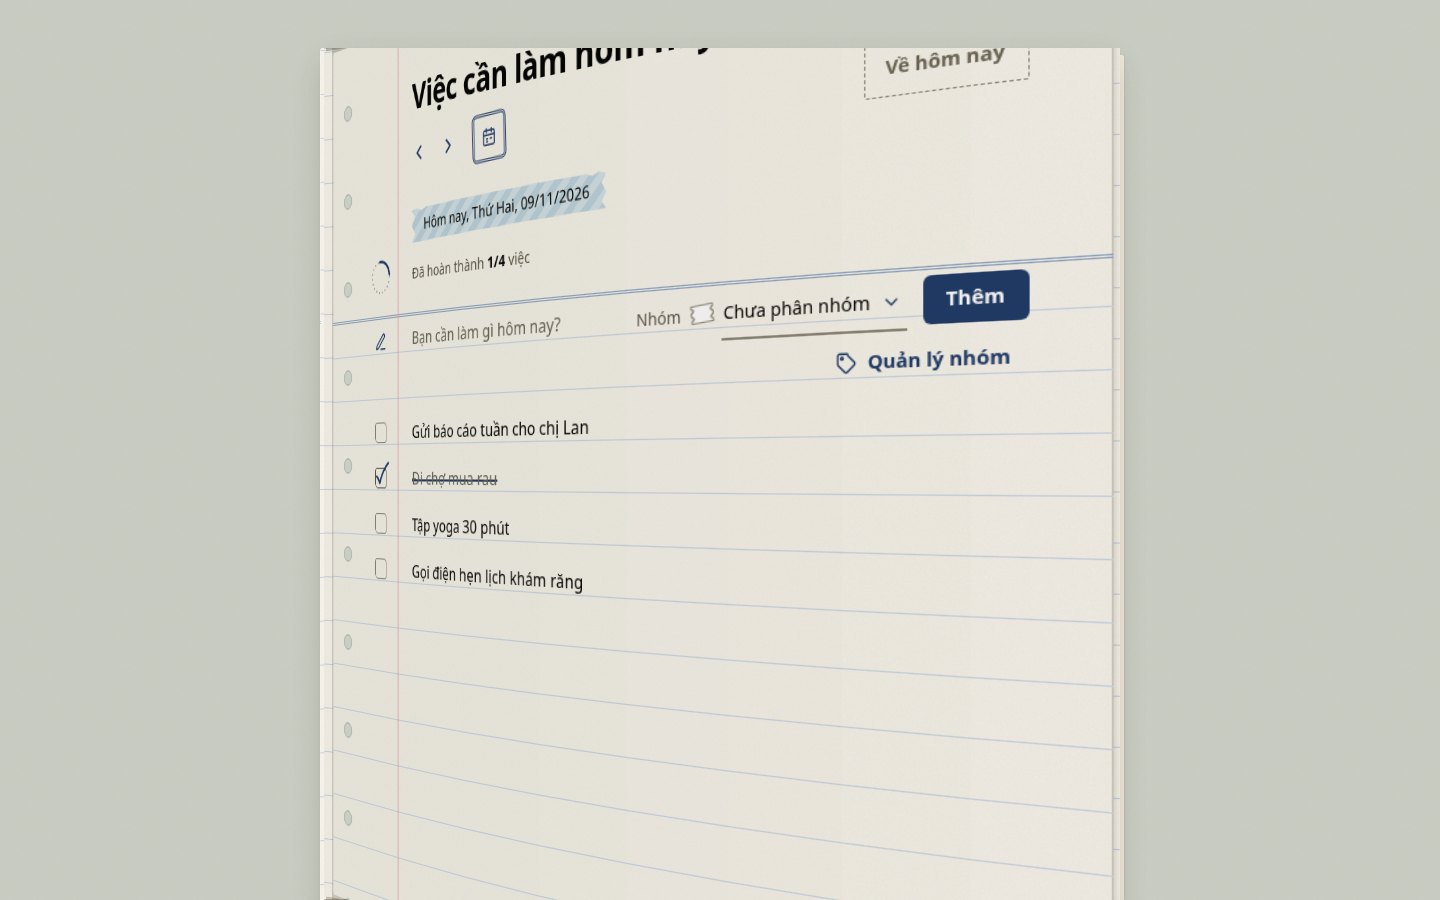 Việc cần làm hôm nay
Về hôm nay
Hôm nay, Thứ Hai, 09/11/2026
Đã hoàn thành 1/4 việc
Bạn cần làm gì hôm nay?
Nhóm Chưa phân nhóm
Thêm
Quản lý nhóm
Gửi báo cáo tuần cho chị Lan
Đi chợ mua rau
Tập yoga 30 phút
Gọi điện hẹn lịch khám răng